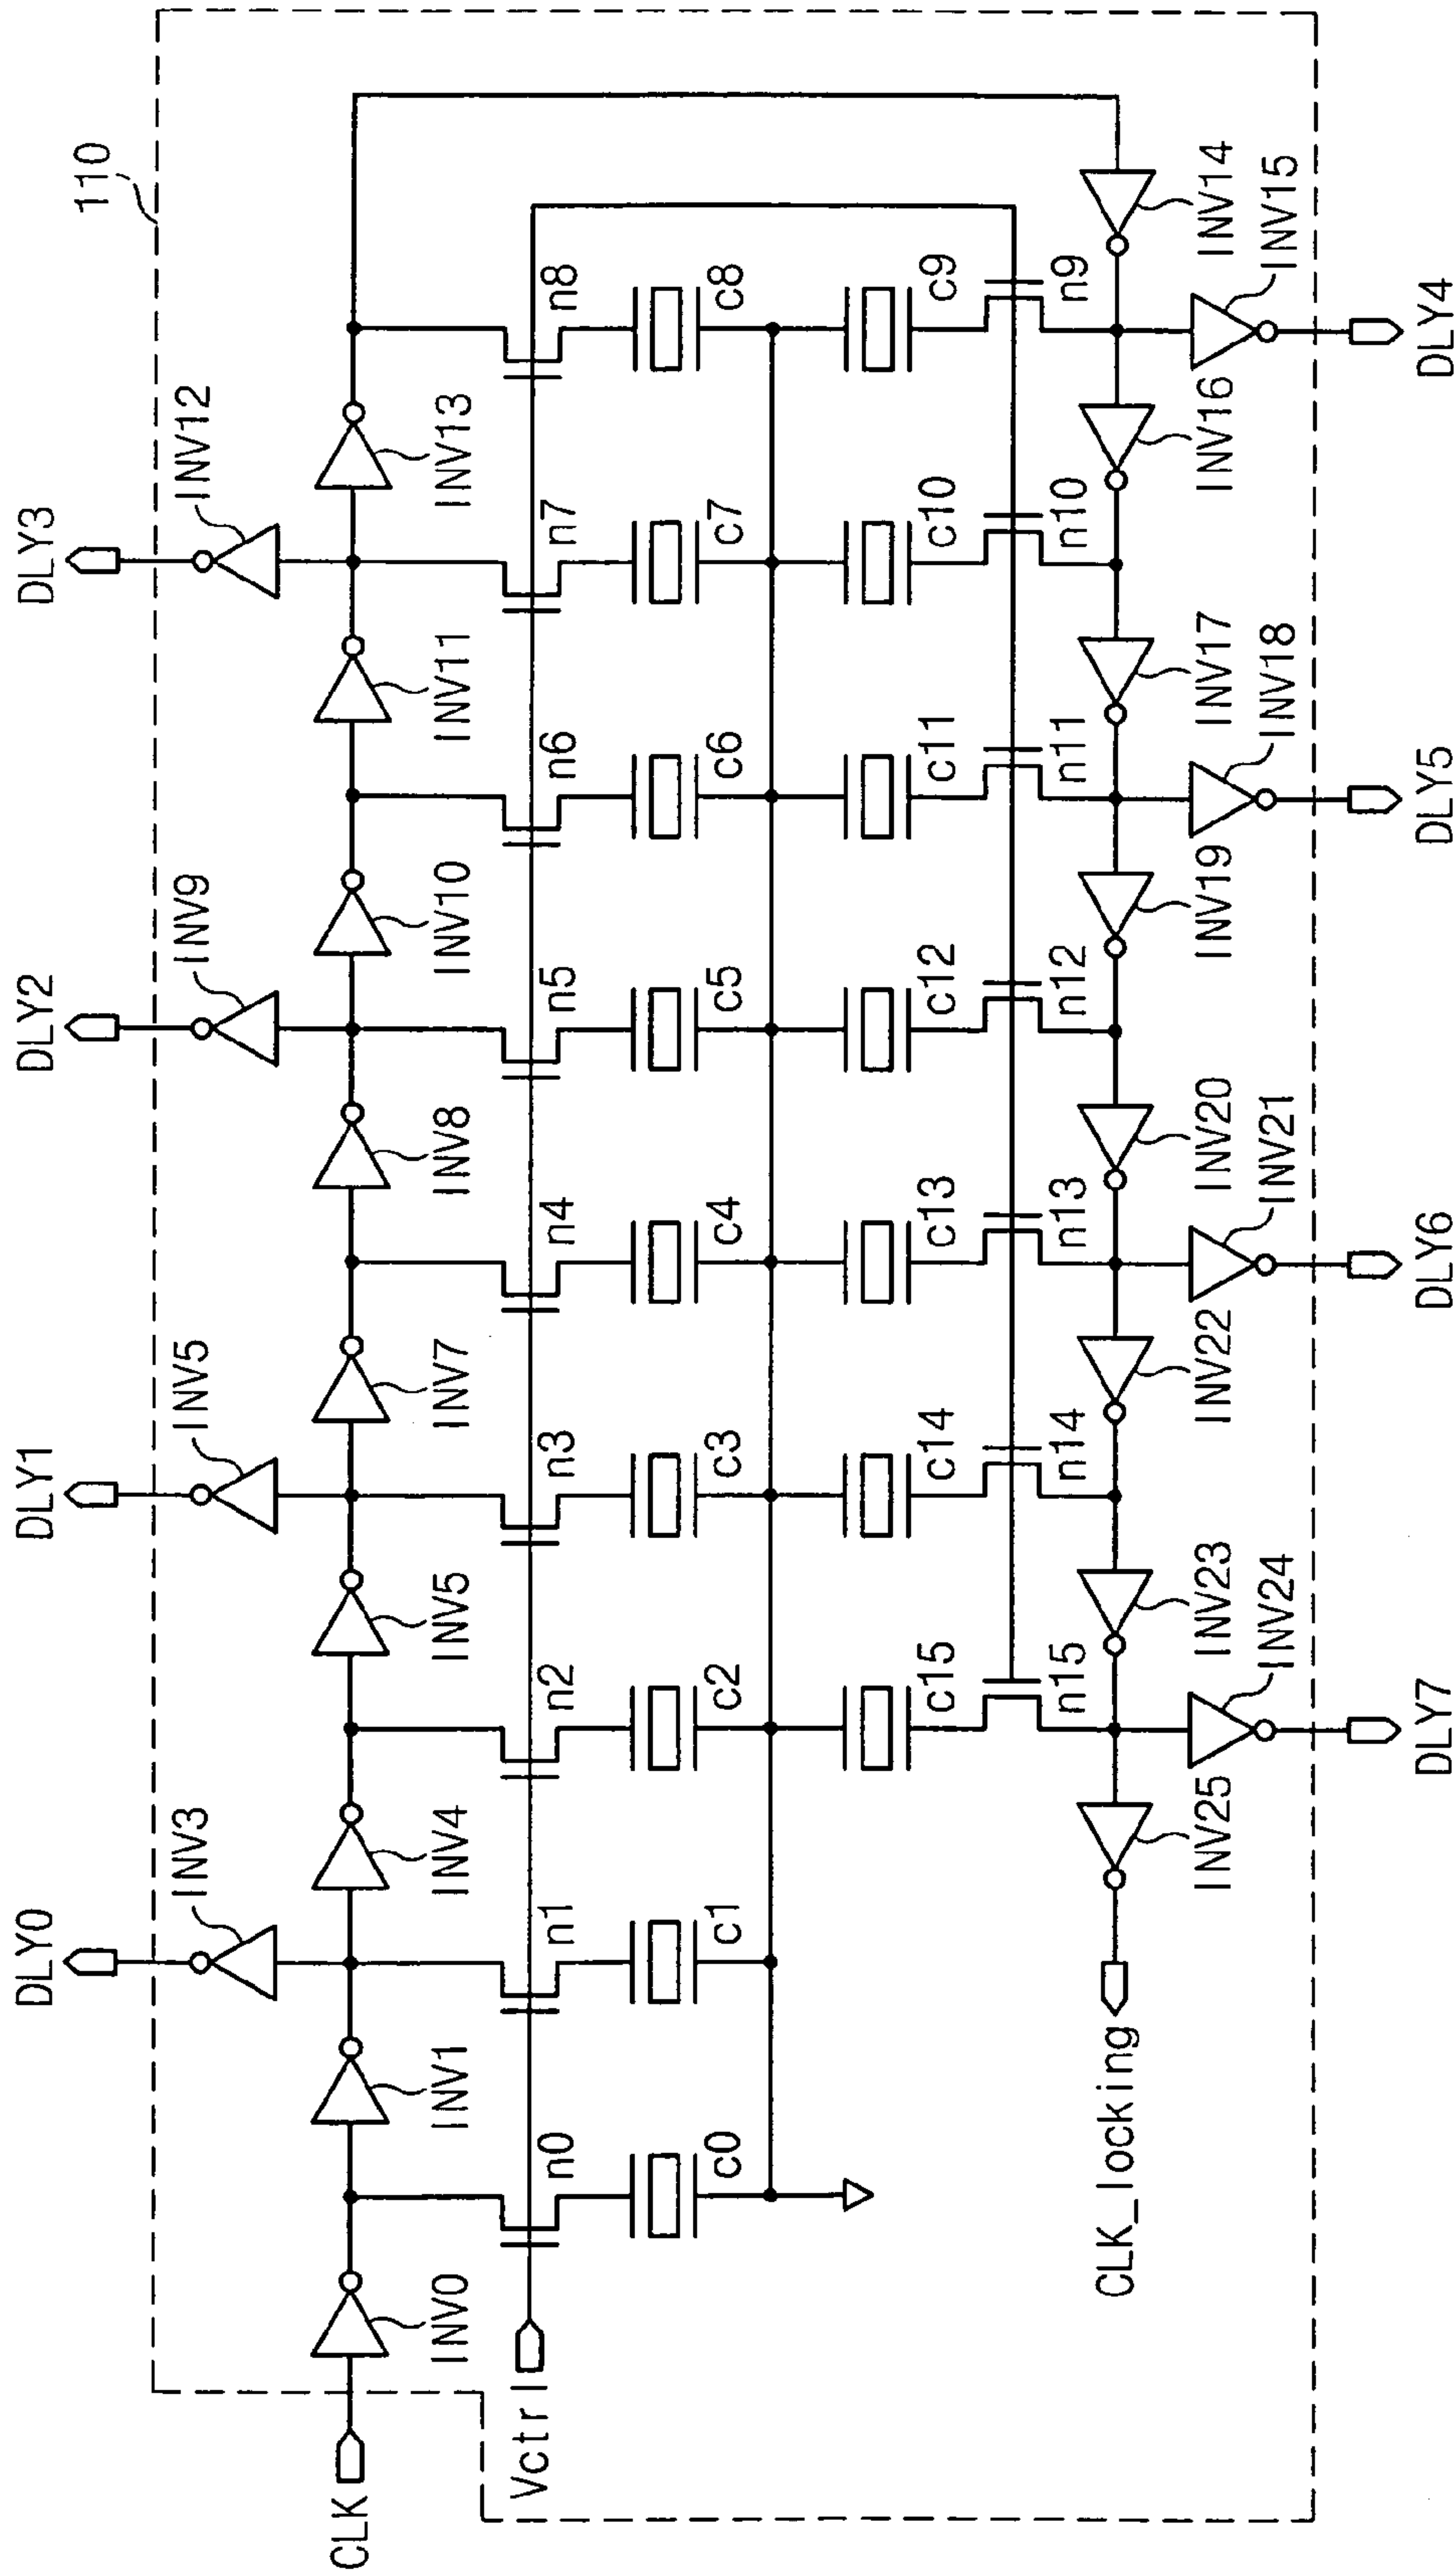 110
DLY0
DLY1
DLY2
DLY3
INV3
INV5
INV9
INV12
CLK
INV0
INV1
INV4
INV5
INV7
INV8
INV10
INV11
INV13
Vctrl
n0
n1
n2
n3
n4
n5
n6
n7
n8
c0
c1
c2
c3
c4
c5
c6
c7
c8
c15
c14
c13
c12
c11
c10
c9
n15
n14
n13
n12
n11
n10
n9
CLK_locking
INV25
INV23
INV22
INV20
INV19
INV17
INV16
INV14
INV24
INV21
INV18
INV15
DLY7
DLY6
DLY5
DLY4